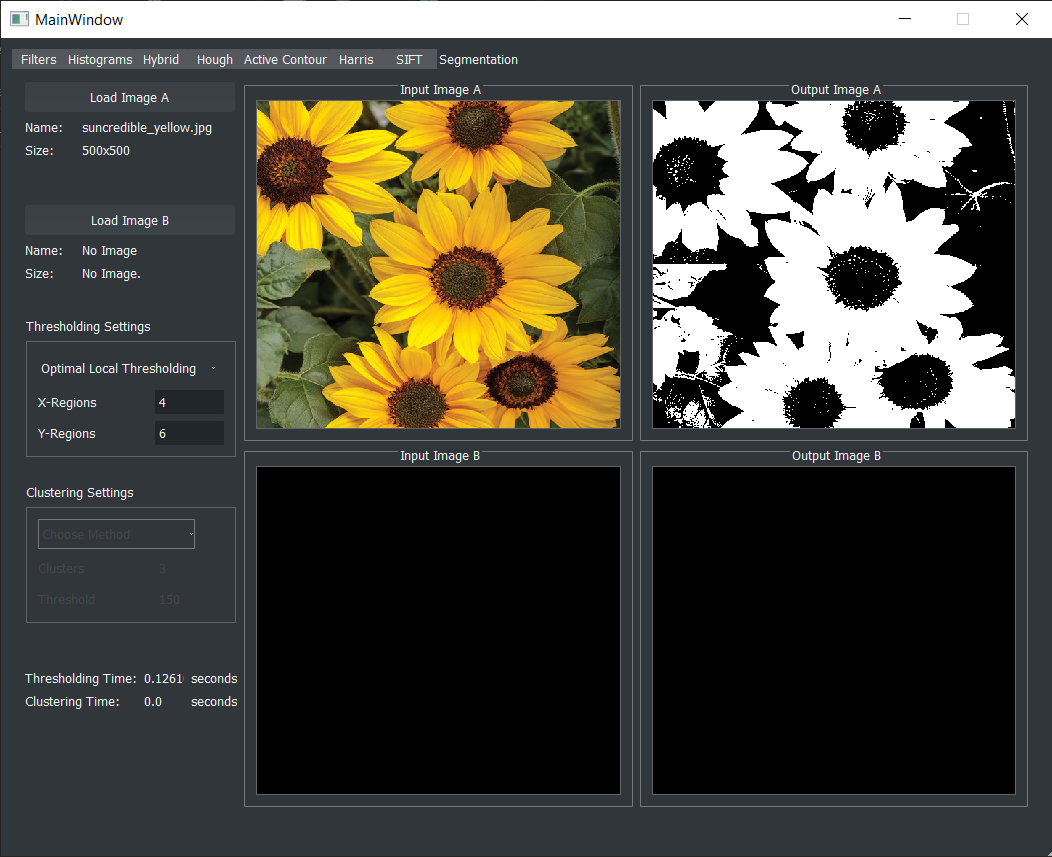 MainWindow
Filters Histograms Hybrid Hough Active Contour Harris SIFT Segmentation
Load Image A
Name: suncredible_yellow.jpg
Size: 500x500
Load Image B
Name: No Image
Size: No Image.
Thresholding Settings
Optimal Local Thresholding
X-Regions 4
Y-Regions 6
Clustering Settings
Choose Method
Clusters 3
Threshold 150
Thresholding Time: 0.1261 seconds
Clustering Time: 0.0 seconds
Input Image A
Output Image A
Input Image B
Output Image B